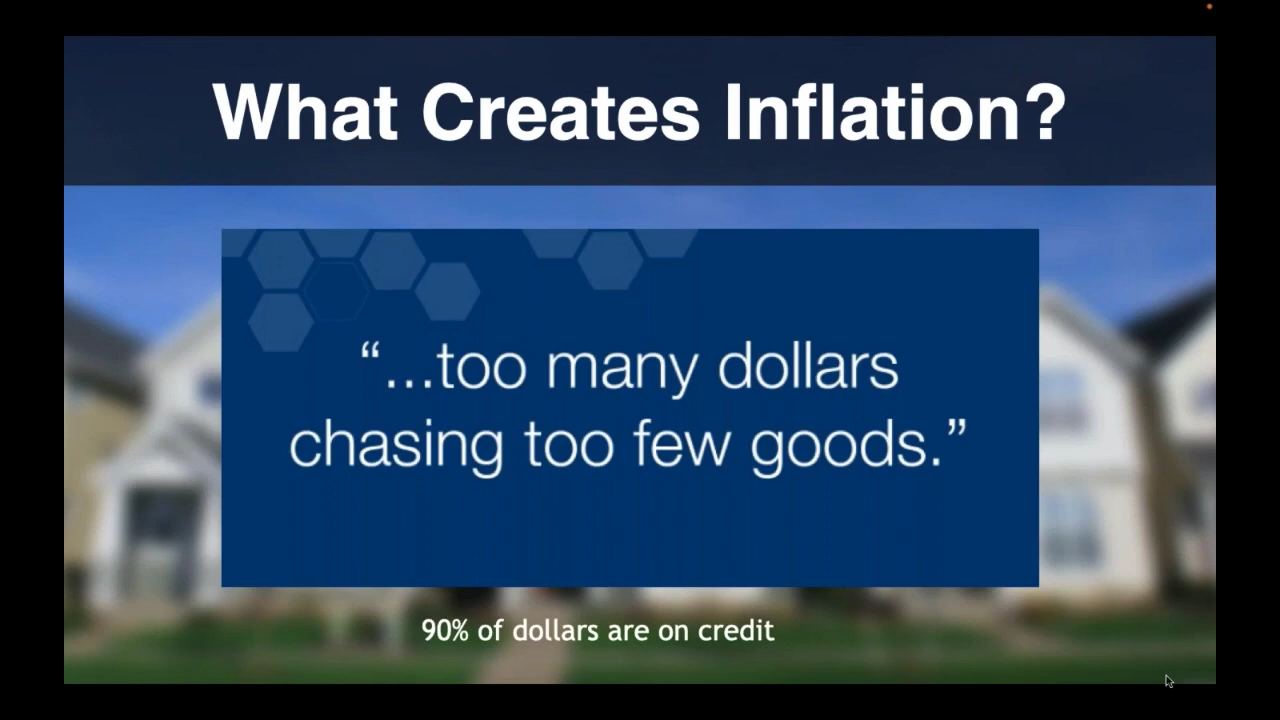 What Creates Inflation?
“...too many dollars
chasing too few goods.”
90% of dollars are on credit